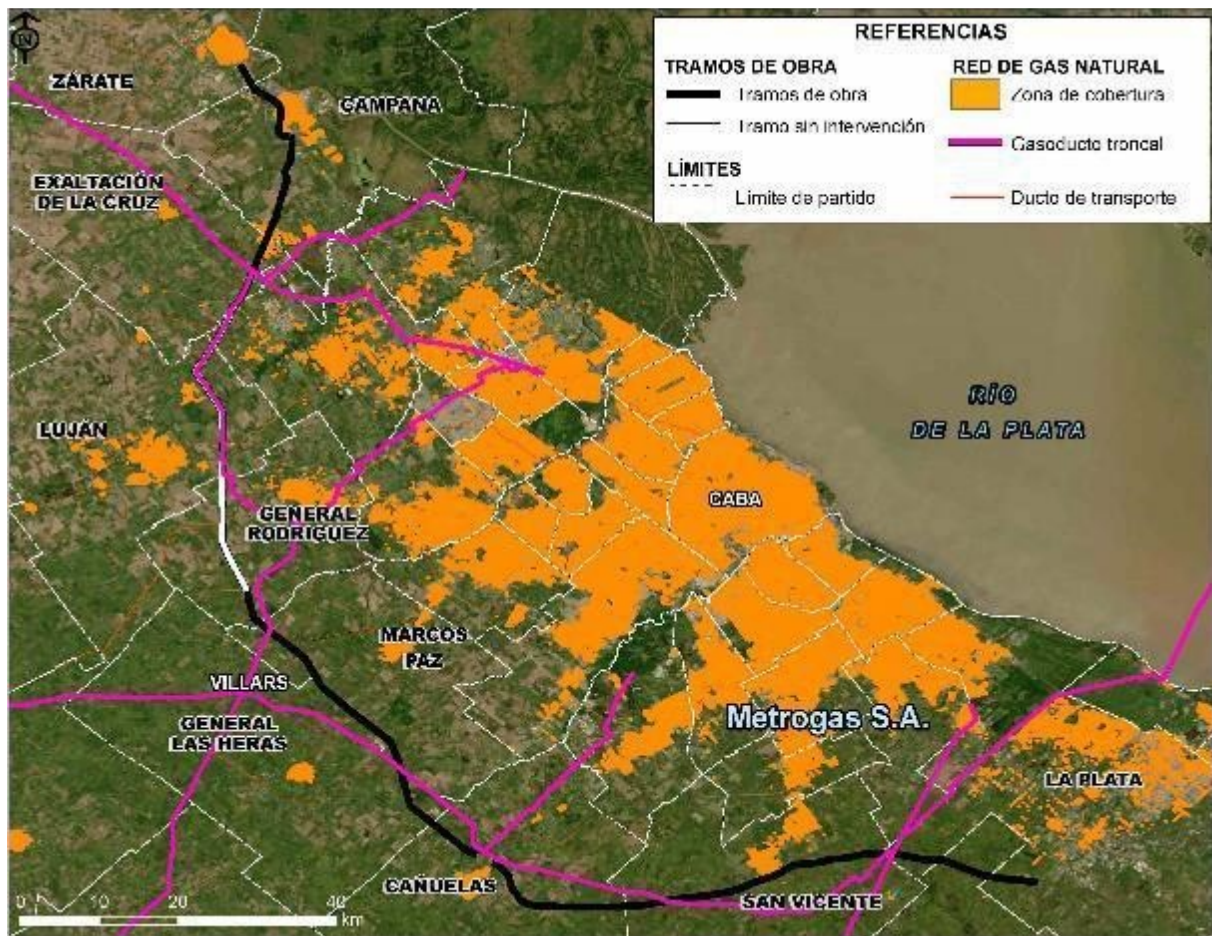 N
REFERENCIAS
TRAMOS DE OBRA
Tramos de obra
Tramo sin intervención
LÍMITES
Límite de partido
RED DE GAS NATURAL
Zona de cobertura
Gasoducto troncal
Ducto de transporte
ZÁRATE
CAMPANA
EXALTACIÓN
DE LA CRUZ
RÍO
DE LA PLATA
LUJÁN
CABA
GENERAL
RODRÍGUEZ
MARCOS
PAZ
VILLARS
GENERAL
LAS HERAS
Metrogas S.A.
LA PLATA
CAÑUELAS
SAN VICENTE
0 10 20 40
km